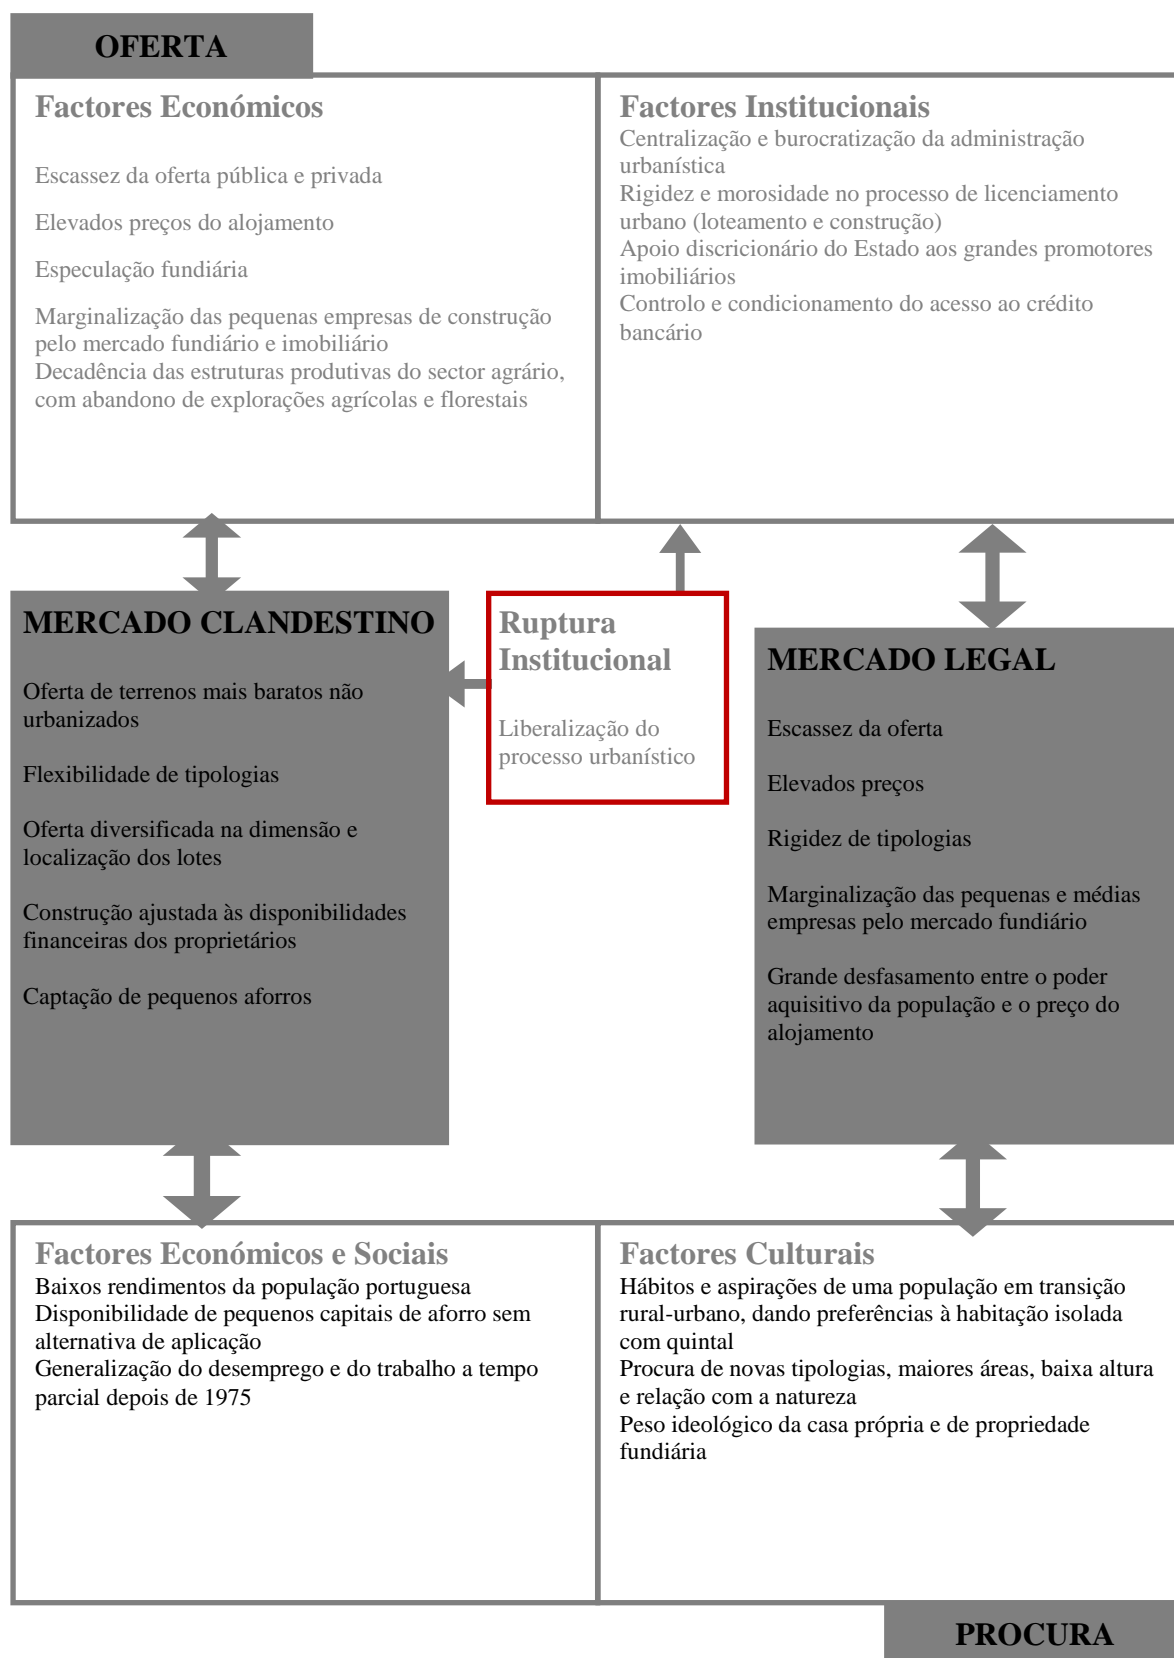 OFERTA
Factores Económicos
Escassez da oferta pública e privada
Elevados preços do alojamento
Especulação fundiária
Marginalização das pequenas empresas de construção
pelo mercado fundiário e imobiliário
Decadência das estruturas produtivas do sector agrário,
com abandono de explorações agrícolas e florestais
Factores Institucionais
Centralização e burocratização da administração
urbanística
Rigidez e morosidade no processo de licenciamento
urbano (loteamento e construção)
Apoio discricionário do Estado aos grandes promotores
imobiliários
Controlo e condicionamento do acesso ao crédito
bancário
MERCADO CLANDESTINO
Oferta de terrenos mais baratos não
urbanizados
Flexibilidade de tipologias
Oferta diversificada na dimensão e
localização dos lotes
Construção ajustada às disponibilidades
financeiras dos proprietários
Captação de pequenos aforros
Ruptura
Institucional
Liberalização do
processo urbanístico
MERCADO LEGAL
Escassez da oferta
Elevados preços
Rigidez de tipologias
Marginalização das pequenas e médias
empresas pelo mercado fundiário
Grande desfasamento entre o poder
aquisitivo da população e o preço do
alojamento
Factores Económicos e Sociais
Baixos rendimentos da população portuguesa
Disponibilidade de pequenos capitais de aforro sem
alternativa de aplicação
Generalização do desemprego e do trabalho a tempo
parcial depois de 1975
Factores Culturais
Hábitos e aspirações de uma população em transição
rural-urbano, dando preferências à habitação isolada
com quintal
Procura de novas tipologias, maiores áreas, baixa altura
e relação com a natureza
Peso ideológico da casa própria e de propriedade
fundiária
PROCURA